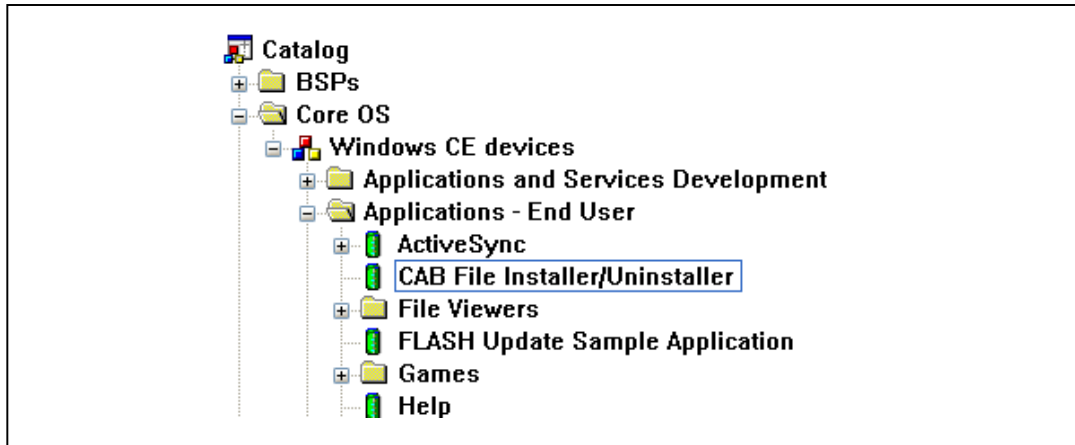 Catalog
BSPs
Core OS
Windows CE devices
Applications and Services Development
Applications - End User
ActiveSync
CAB File Installer/Uninstaller
File Viewers
FLASH Update Sample Application
Games
Help